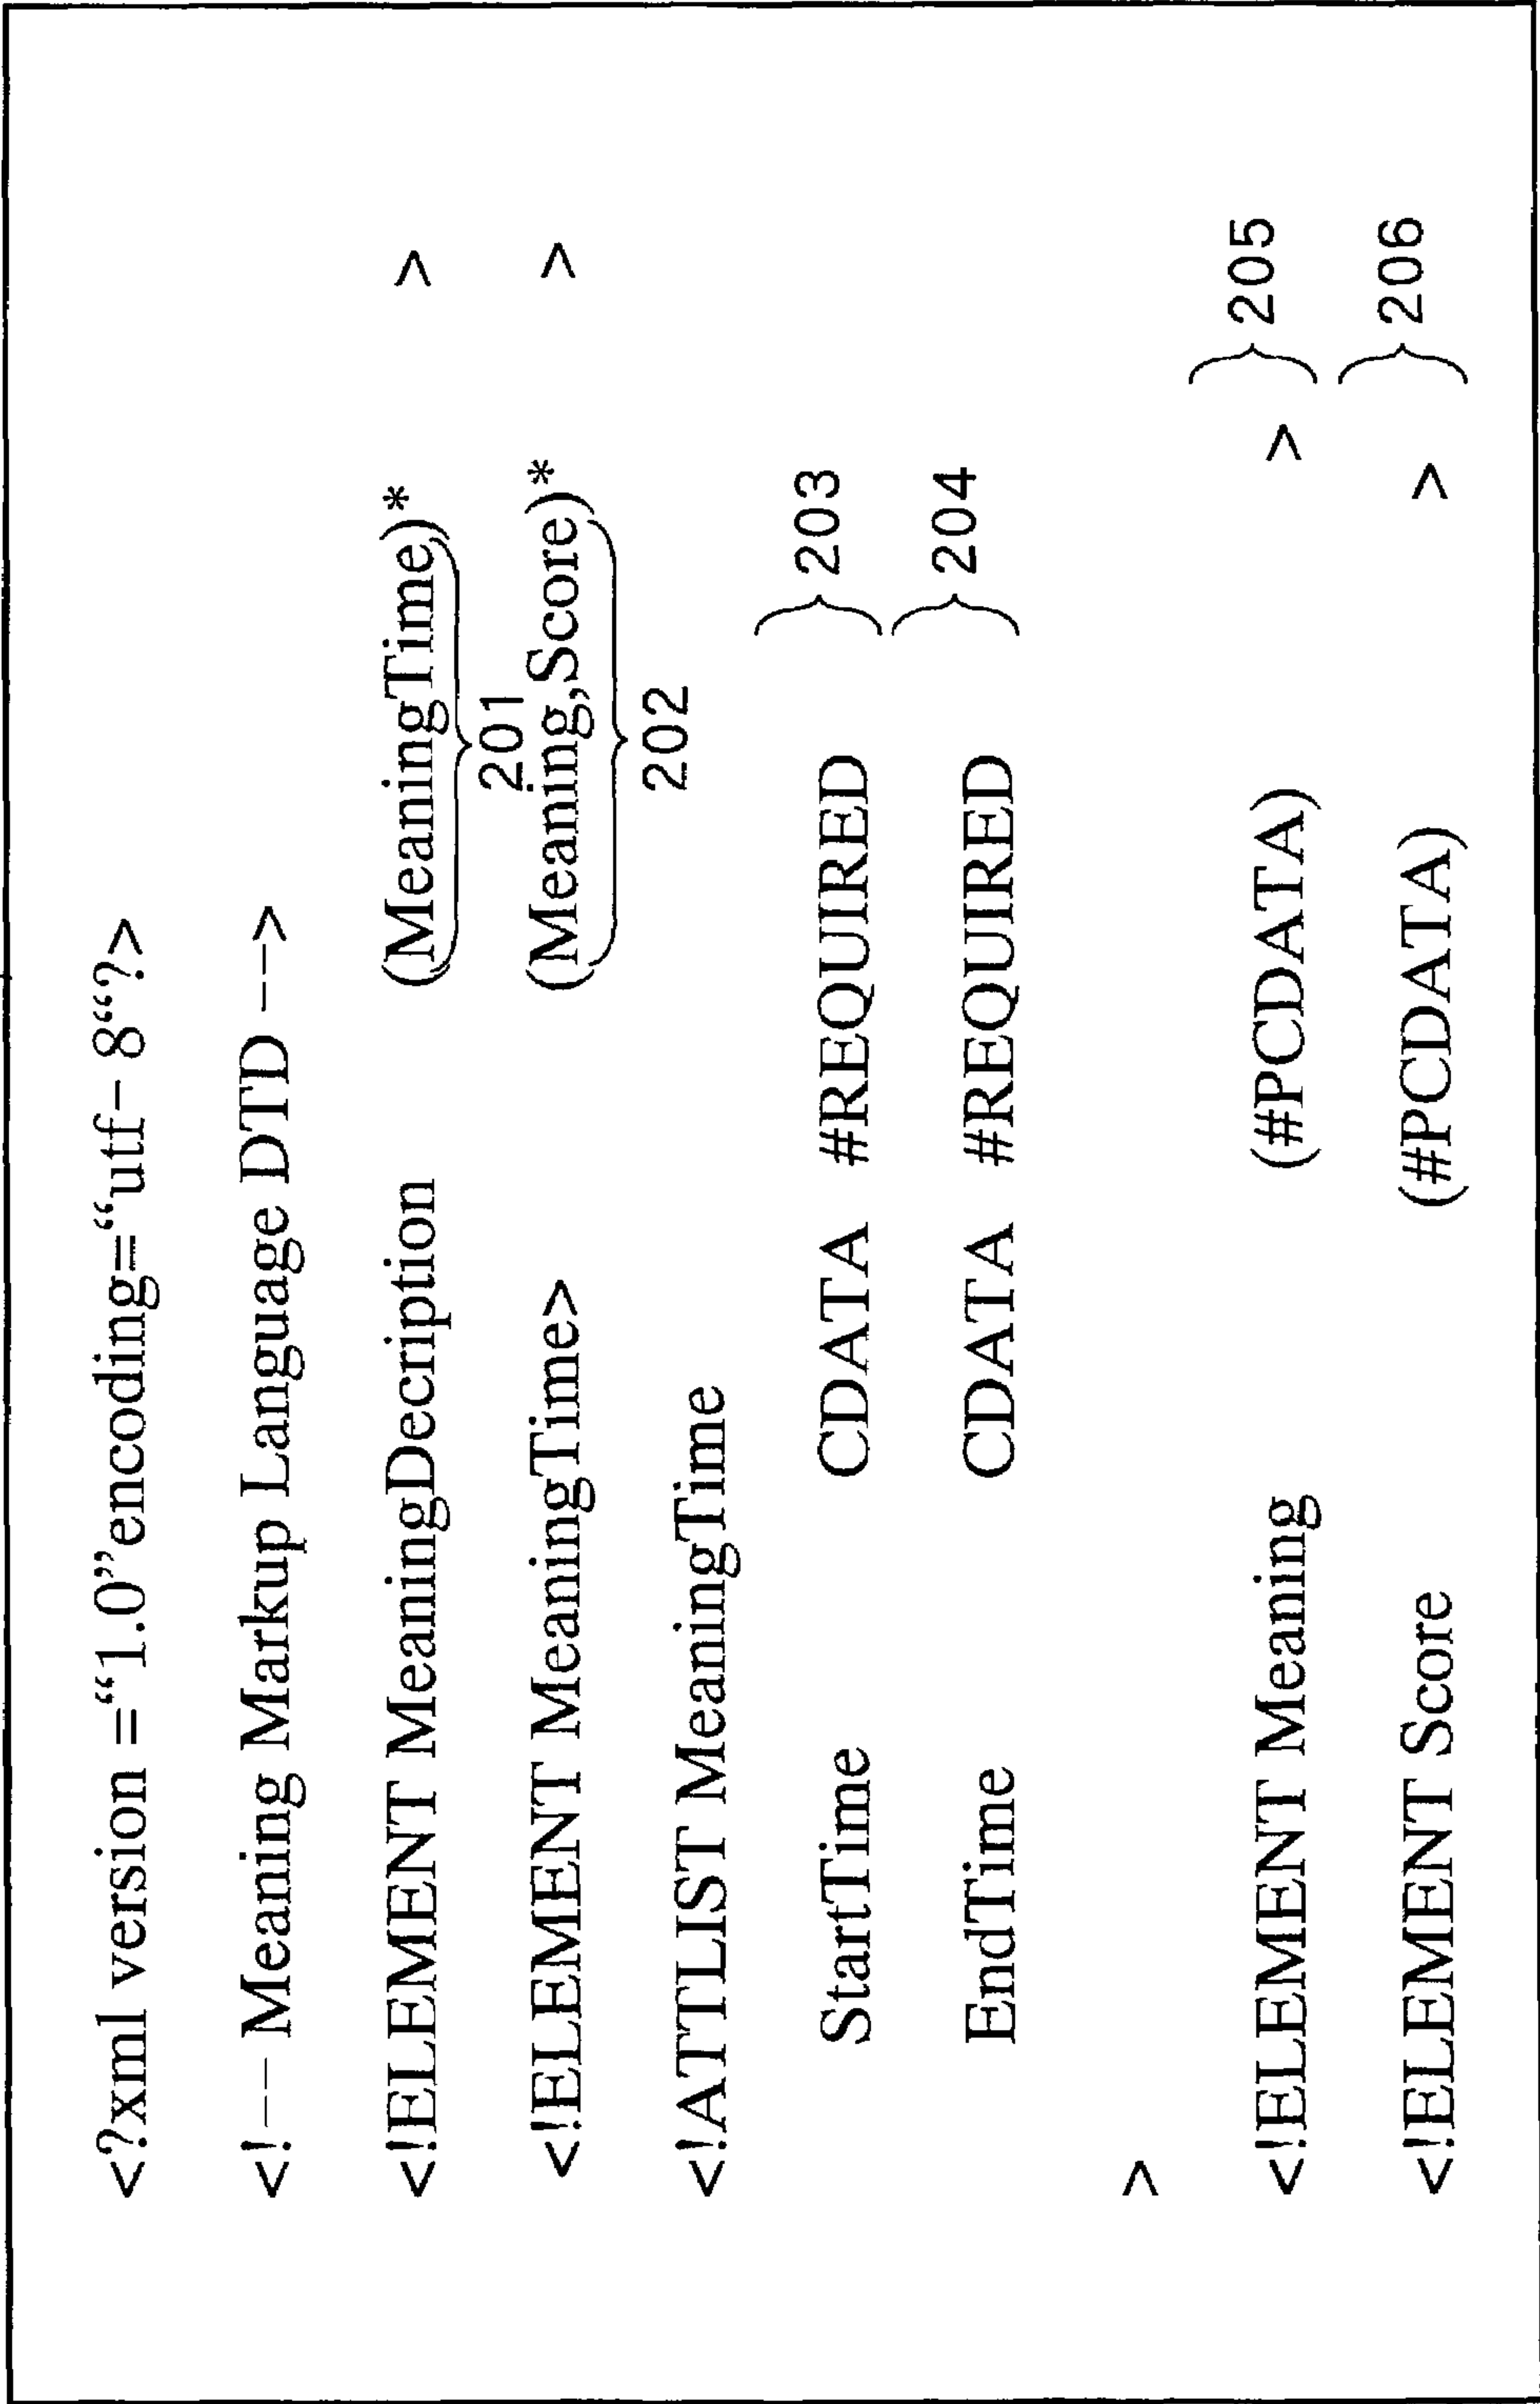 <?xml version =“1.0”encoding=“utf-8“?>
<!-- Meaning Markup Language DTD -->
<!ELEMENT MeaningDecription (MeaningTime)* >
201
<!ELEMENT MeaningTime> (Meaning,Score)* >
202
<!ATTLIST MeaningTime
StartTime CDATA #REQUIRED 203
EndTime CDATA #REQUIRED 204
>
<!ELEMENT Meaning (#PCDATA) > 205
<!ELEMENT Score (#PCDATA) > 206